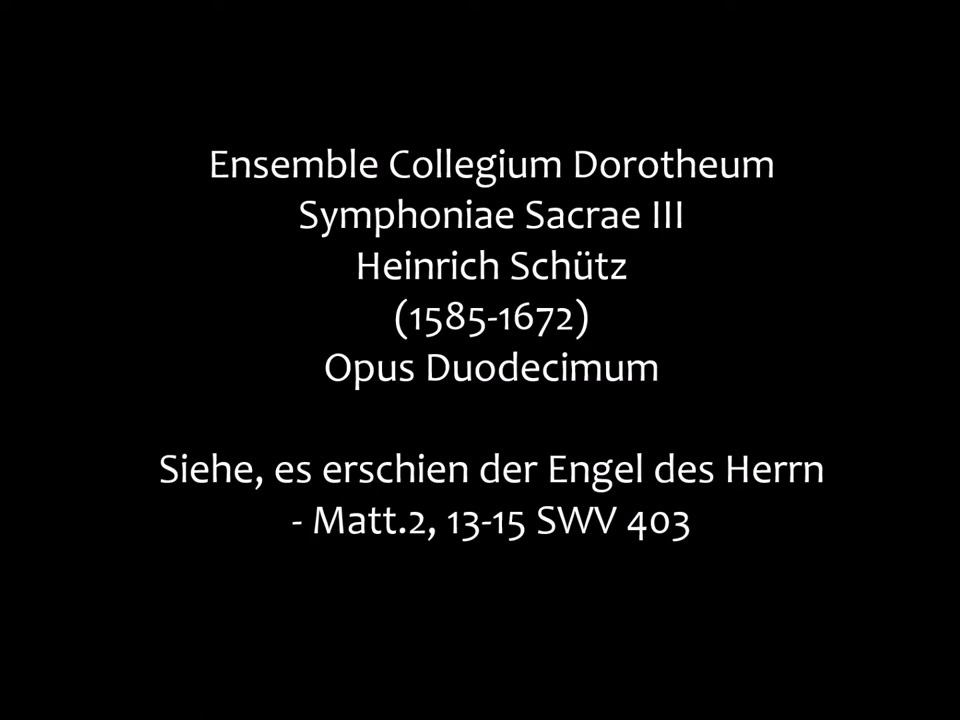 Ensemble Collegium Dorotheum
Symphoniae Sacrae III
Heinrich Schütz
(1585-1672)
Opus Duodecimum
Siehe, es erschien der Engel des Herrn
- Matt.2, 13-15 SWV 403